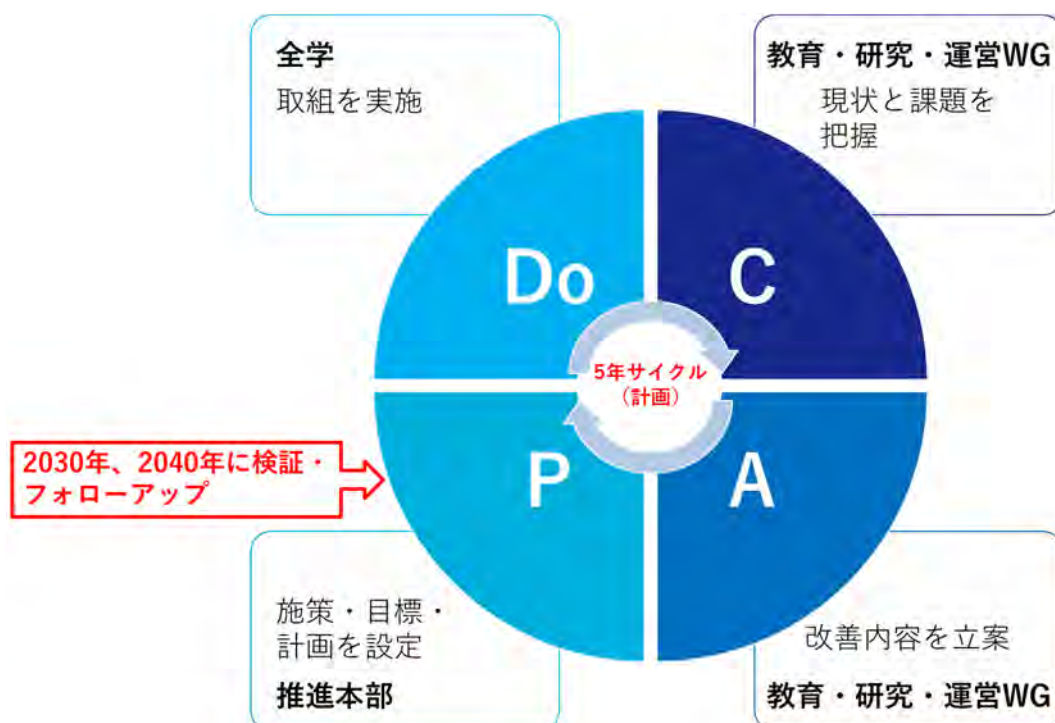 全学
取組を実施
教育・研究・運営WG
現状と課題を
把握
Do
C
5年サイクル
（計画）
P
A
2030年、2040年に検証・
フォローアップ
施策・目標・
計画を設定
推進本部
改善内容を立案
教育・研究・運営WG